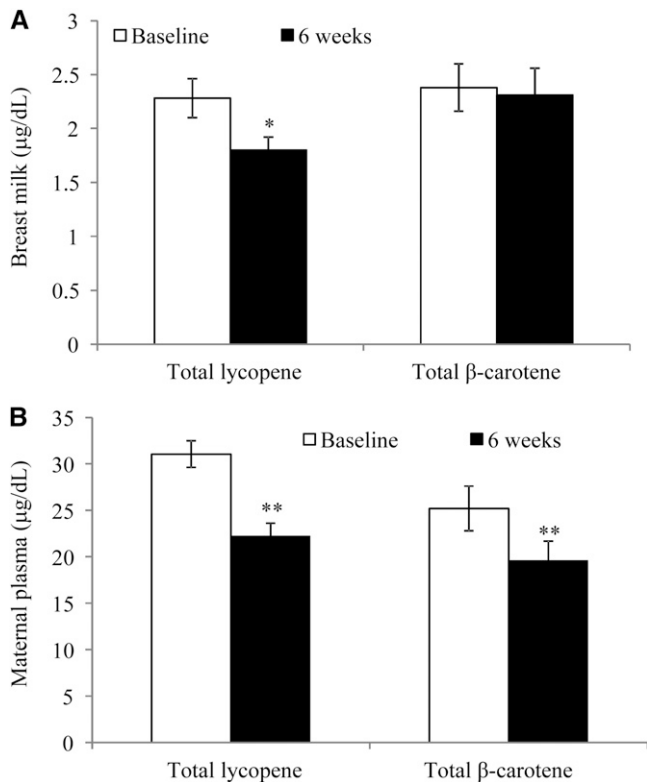 A
Baseline 6 weeks
Breast milk (μg/dL)
3
2.5
2
1.5
1
0.5
0
*
Total lycopene Total β-carotene
B
Baseline 6 weeks
Maternal plasma (μg/dL)
35
30
25
20
15
10
5
0
**
**
Total lycopene Total β-carotene